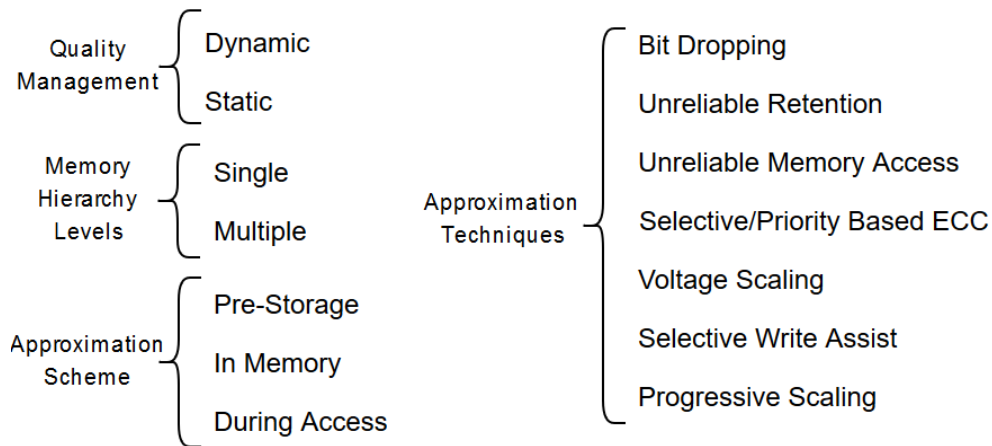 Quality
Management
Dynamic
Static
Memory
Hierarchy
Levels
Single
Multiple
Approximation
Scheme
Pre-Storage
In Memory
During Access
Approximation
Techniques
Bit Dropping
Unreliable Retention
Unreliable Memory Access
Selective/Priority Based ECC
Voltage Scaling
Selective Write Assist
Progressive Scaling